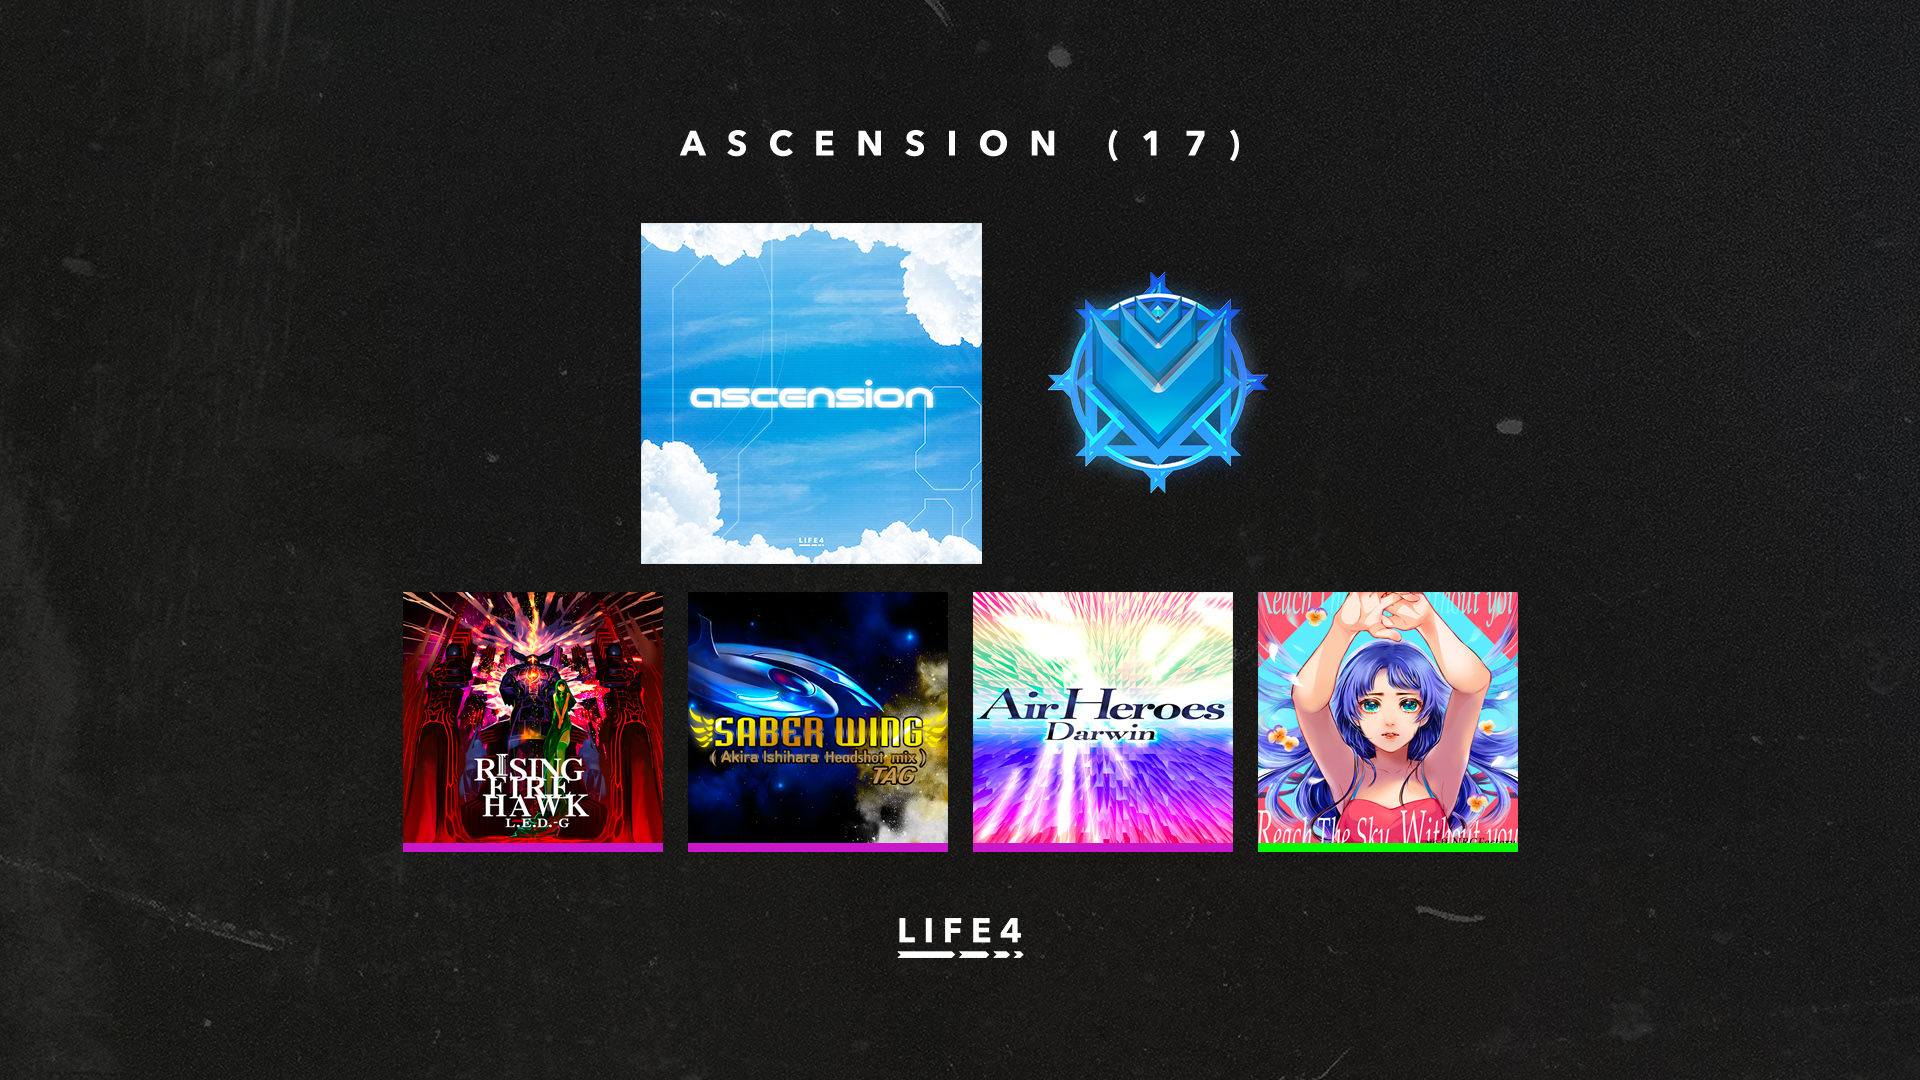 ASCENSION (17)
ascension
LIFE4
RISING
FIRE
HAWK
L.E.D.-G
SABER WING
(Akira Ishihara Headshot mix)
TAG
Air Heroes
Darwin
Reach The Sky, Without you
LIFE4